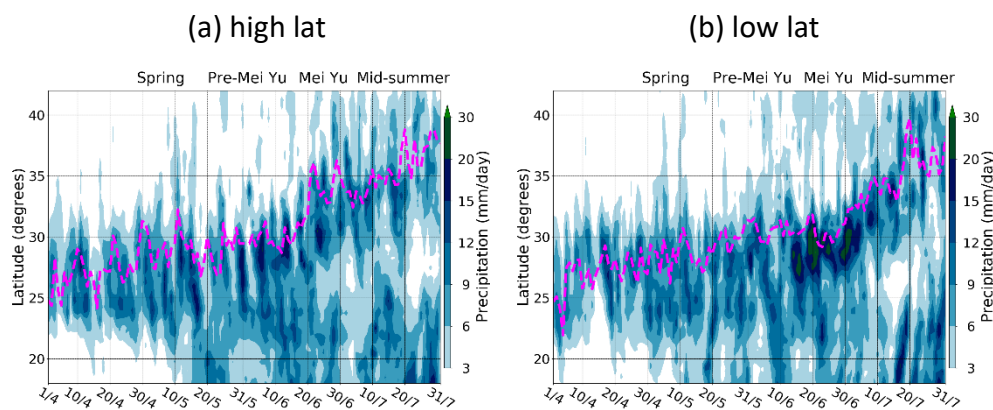 (a) high lat
(b) low lat
Spring Pre-Mei Yu Mei Yu Mid-summer
Latitude (degrees)
40
35
30
25
20
1/4 10/4 20/4 30/4 10/5 20/5 31/5 10/6 20/6 30/6 10/7 20/7 31/7
30
20
15
12
9
6
3
Precipitation (mm/day)
Spring Pre-Mei Yu Mei Yu Mid-summer
Latitude (degrees)
40
35
30
25
20
1/4 10/4 20/4 30/4 10/5 20/5 31/5 10/6 20/6 30/6 10/7 20/7 31/7
30
20
15
12
9
6
3
Precipitation (mm/day)